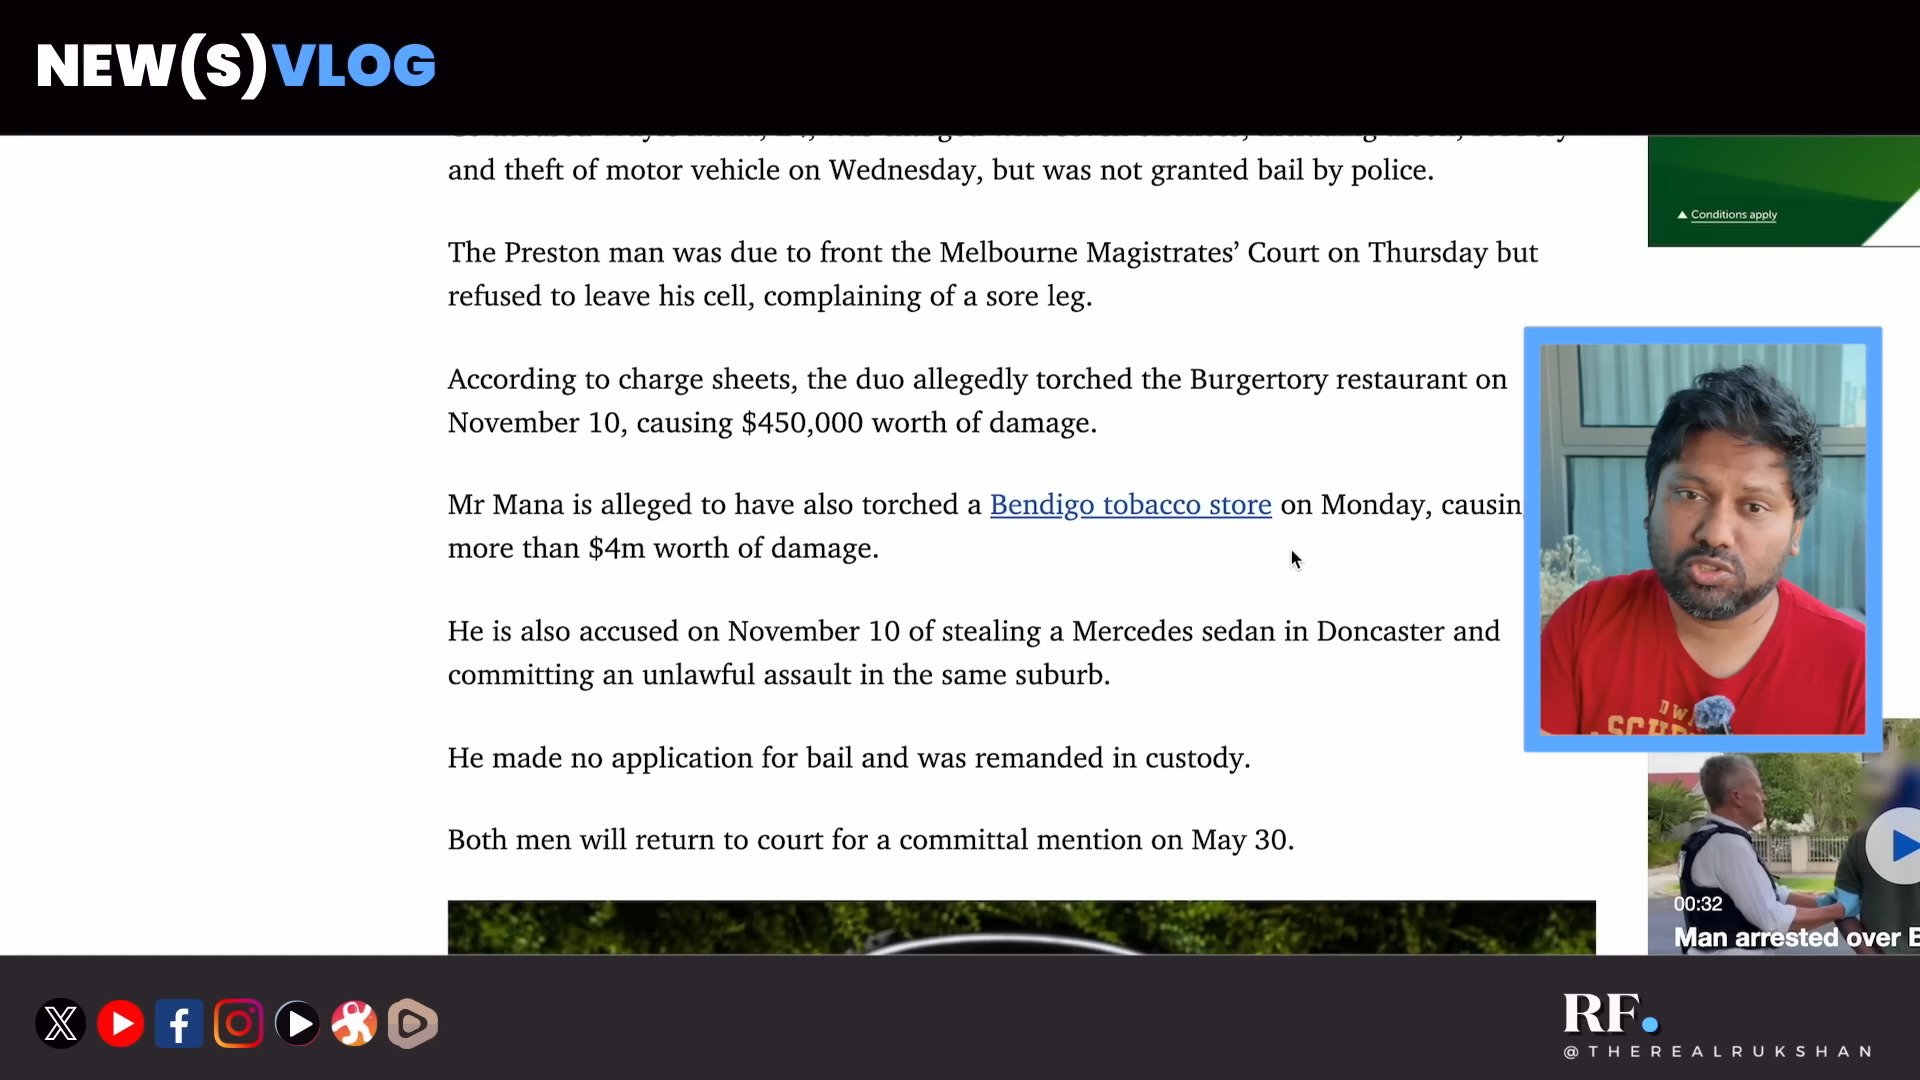 NEW(S)VLOG
and theft of motor vehicle on Wednesday, but was not granted bail by police.
The Preston man was due to front the Melbourne Magistrates’ Court on Thursday but
refused to leave his cell, complaining of a sore leg.
According to charge sheets, the duo allegedly torched the Burgertory restaurant on
November 10, causing $450,000 worth of damage.
Mr Mana is alleged to have also torched a Bendigo tobacco store on Monday, causin
more than $4m worth of damage.
He is also accused on November 10 of stealing a Mercedes sedan in Doncaster and
committing an unlawful assault in the same suburb.
He made no application for bail and was remanded in custody.
Both men will return to court for a committal mention on May 30.
▲ Conditions apply
DW
SCH
00:32
Man arrested over B
RF.
@THEREALRUKSHAN